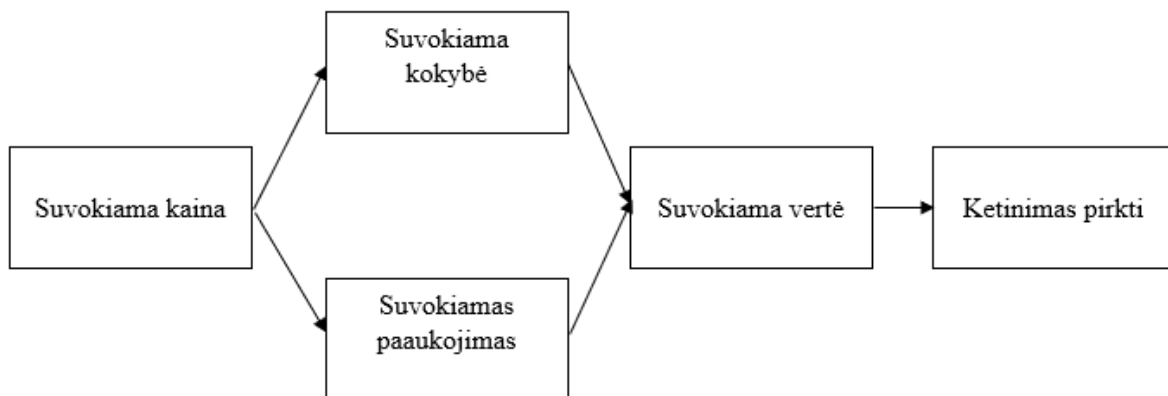 Suvokiama
kokybė
Suvokiama kaina
Suvokiama vertė
Ketinimas pirkti
Suvokiamas
paaukojimas